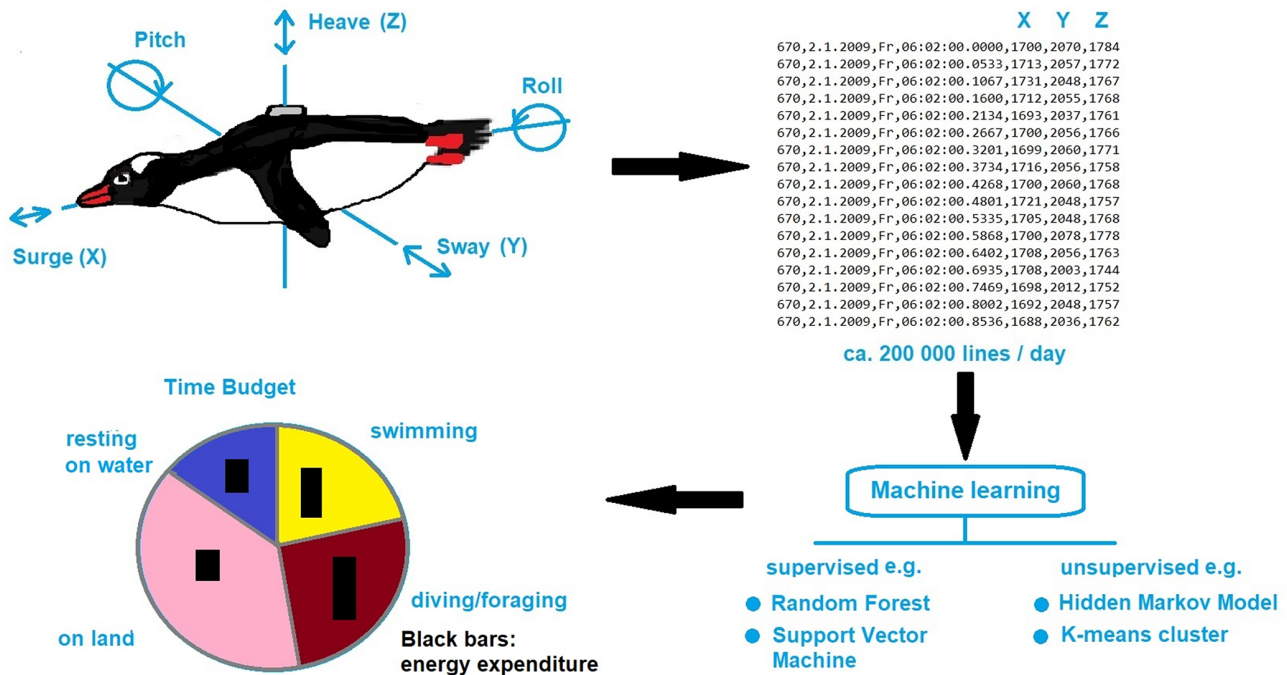 Heave (Z)
Pitch
Roll
Surge (X)
Sway (Y)
X Y Z
670,2.1.2009,Fr,06:02:00.0000,1700,2070,1784
670,2.1.2009,Fr,06:02:00.0533,1713,2057,1772
670,2.1.2009,Fr,06:02:00.1067,1731,2048,1767
670,2.1.2009,Fr,06:02:00.1600,1712,2055,1768
670,2.1.2009,Fr,06:02:00.2134,1693,2037,1761
670,2.1.2009,Fr,06:02:00.2667,1700,2056,1766
670,2.1.2009,Fr,06:02:00.3201,1699,2060,1771
670,2.1.2009,Fr,06:02:00.3734,1716,2056,1758
670,2.1.2009,Fr,06:02:00.4268,1700,2060,1768
670,2.1.2009,Fr,06:02:00.4801,1721,2048,1757
670,2.1.2009,Fr,06:02:00.5335,1705,2048,1768
670,2.1.2009,Fr,06:02:00.5868,1700,2078,1778
670,2.1.2009,Fr,06:02:00.6402,1708,2056,1763
670,2.1.2009,Fr,06:02:00.6935,1708,2003,1744
670,2.1.2009,Fr,06:02:00.7469,1698,2012,1752
670,2.1.2009,Fr,06:02:00.8002,1692,2048,1757
670,2.1.2009,Fr,06:02:00.8536,1688,2036,1762
ca. 200 000 lines / day
Machine learning
supervised e.g.
Random Forest
Support Vector
Machine
unsupervised e.g.
Hidden Markov Model
K-means cluster
Time Budget
resting
on water
swimming
diving/foraging
on land
Black bars:
energy expenditure